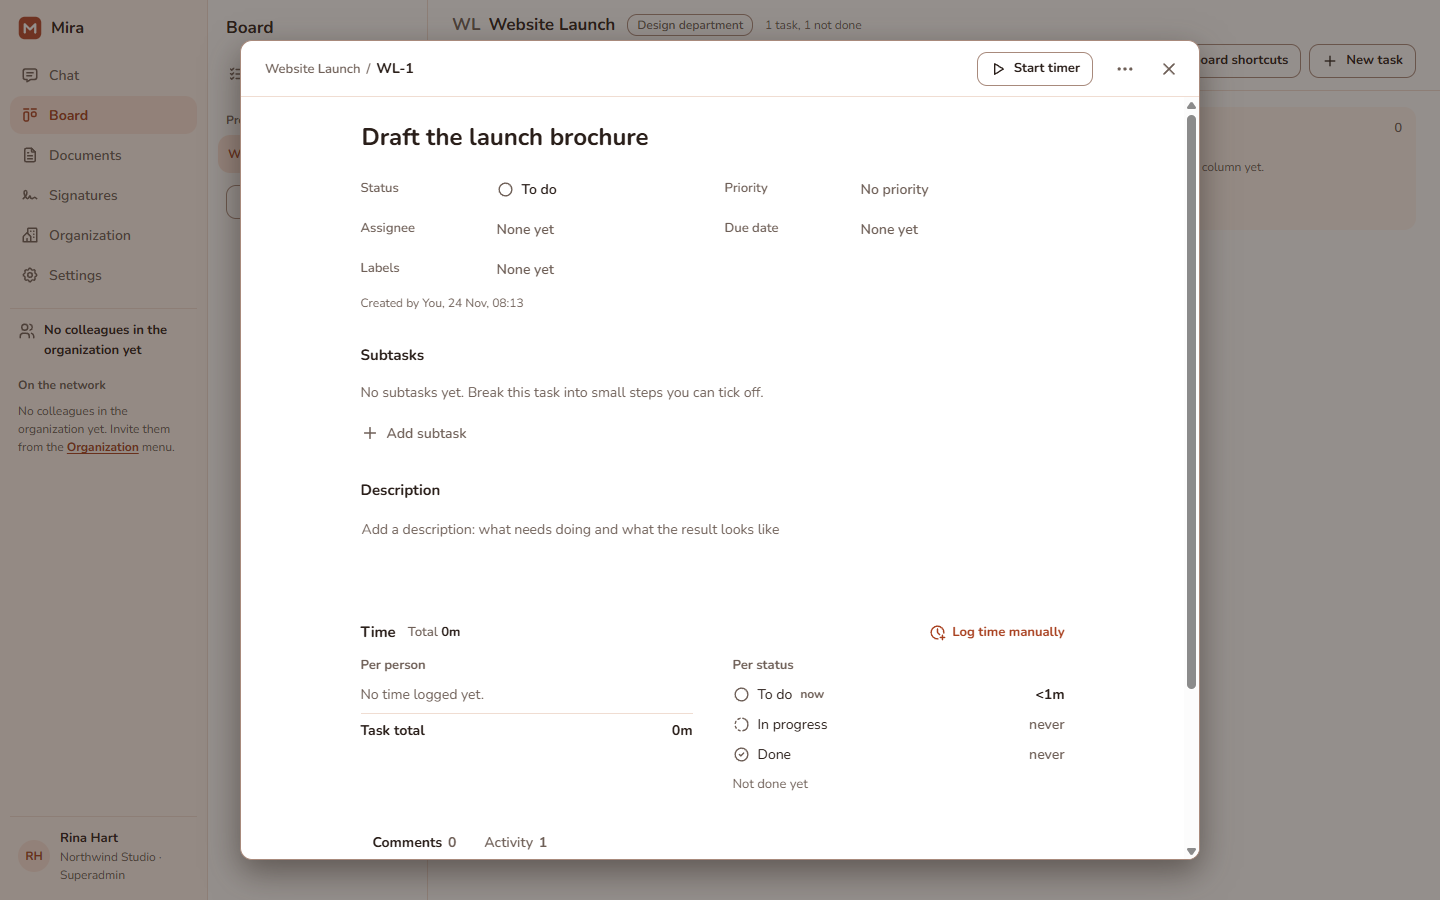 Mira
Chat
Board
Documents
Signatures
Organization
Settings
No colleagues in the
organization yet
On the network
No colleagues in the
organization yet. Invite them
from the Organization menu.
RH
Rina Hart
Northwind Studio ·
Superadmin
Board
WL Website Launch Design department 1 task, 1 not done
New task
0
column yet.
Website Launch / WL-1
Start timer
Draft the launch brochure
Status To do Priority No priority
Assignee None yet Due date None yet
Labels None yet
Created by You, 24 Nov, 08:13
Subtasks
No subtasks yet. Break this task into small steps you can tick off.
Add subtask
Description
Add a description: what needs doing and what the result looks like
Time Total 0m Log time manually
Per person Per status
No time logged yet. To do now <1m
In progress never
Task total 0m
Done never
Not done yet
Comments 0 Activity 1